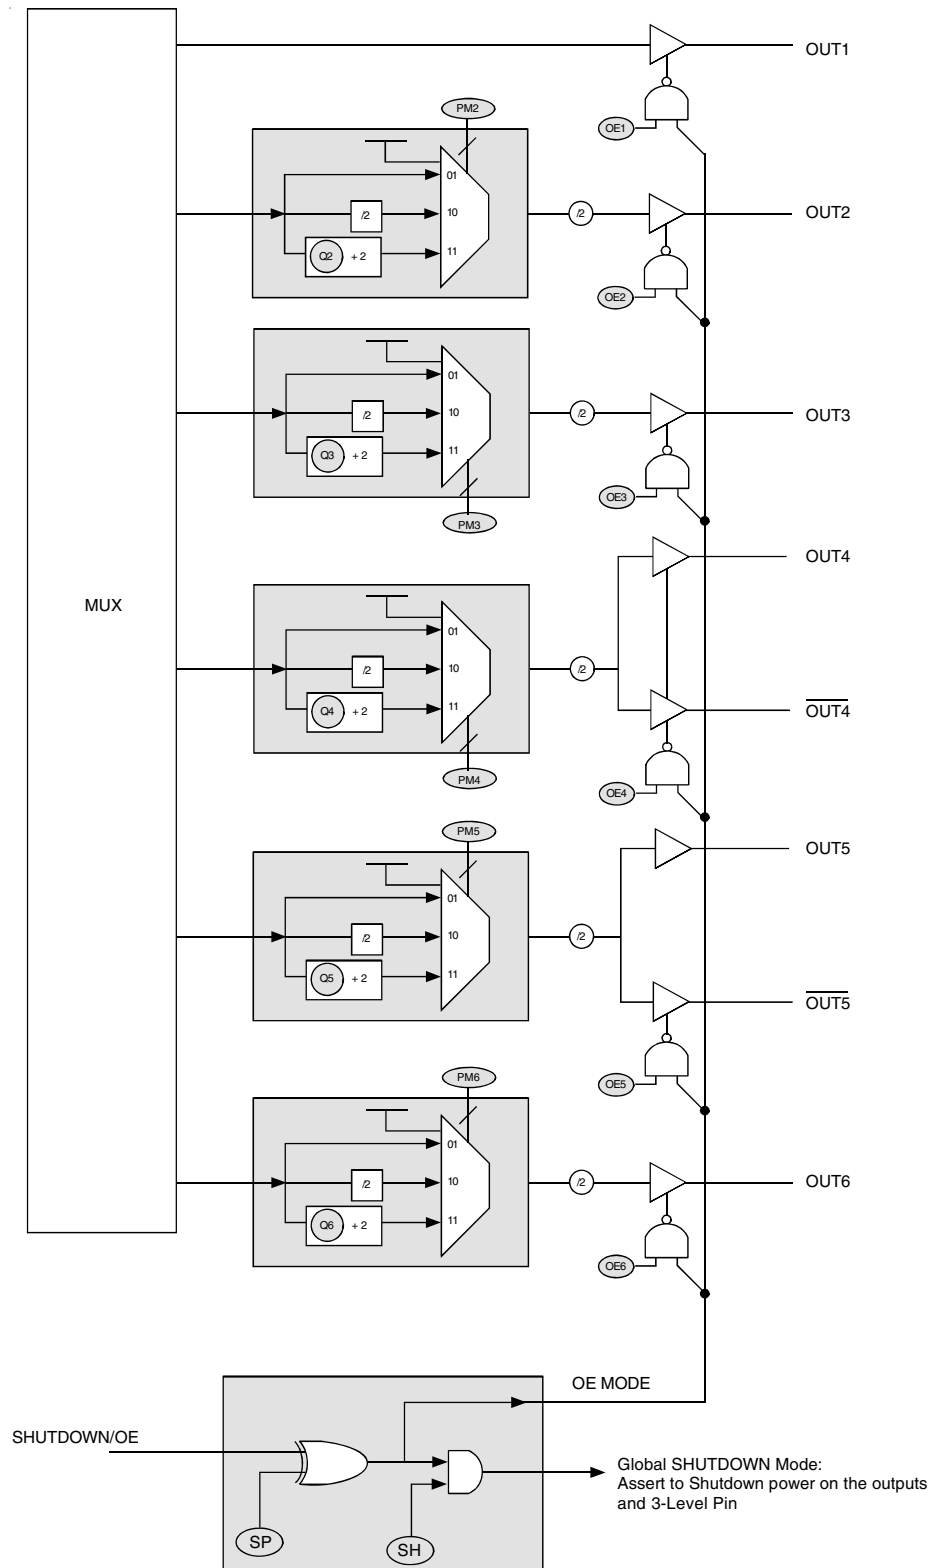 OUT1
PM2
OE1
01
/2
10
/2
OUT2
Q2 + 2
11
OE2
01
/2
10
/2
OUT3
Q3 + 2
11
OE3
PM3
OUT4
MUX
01
/2
10
/2
Q4 + 2
11
OUT4
PM4
OE4
PM5
OUT5
01
/2
10
/2
Q5 + 2
11
OUT5
PM6
OE5
01
/2
10
/2
OUT6
Q6 + 2
11
OE6
OE MODE
SHUTDOWN/OE
Global SHUTDOWN Mode:
Assert to Shutdown power on the outputs
and 3-Level Pin
SP
SH